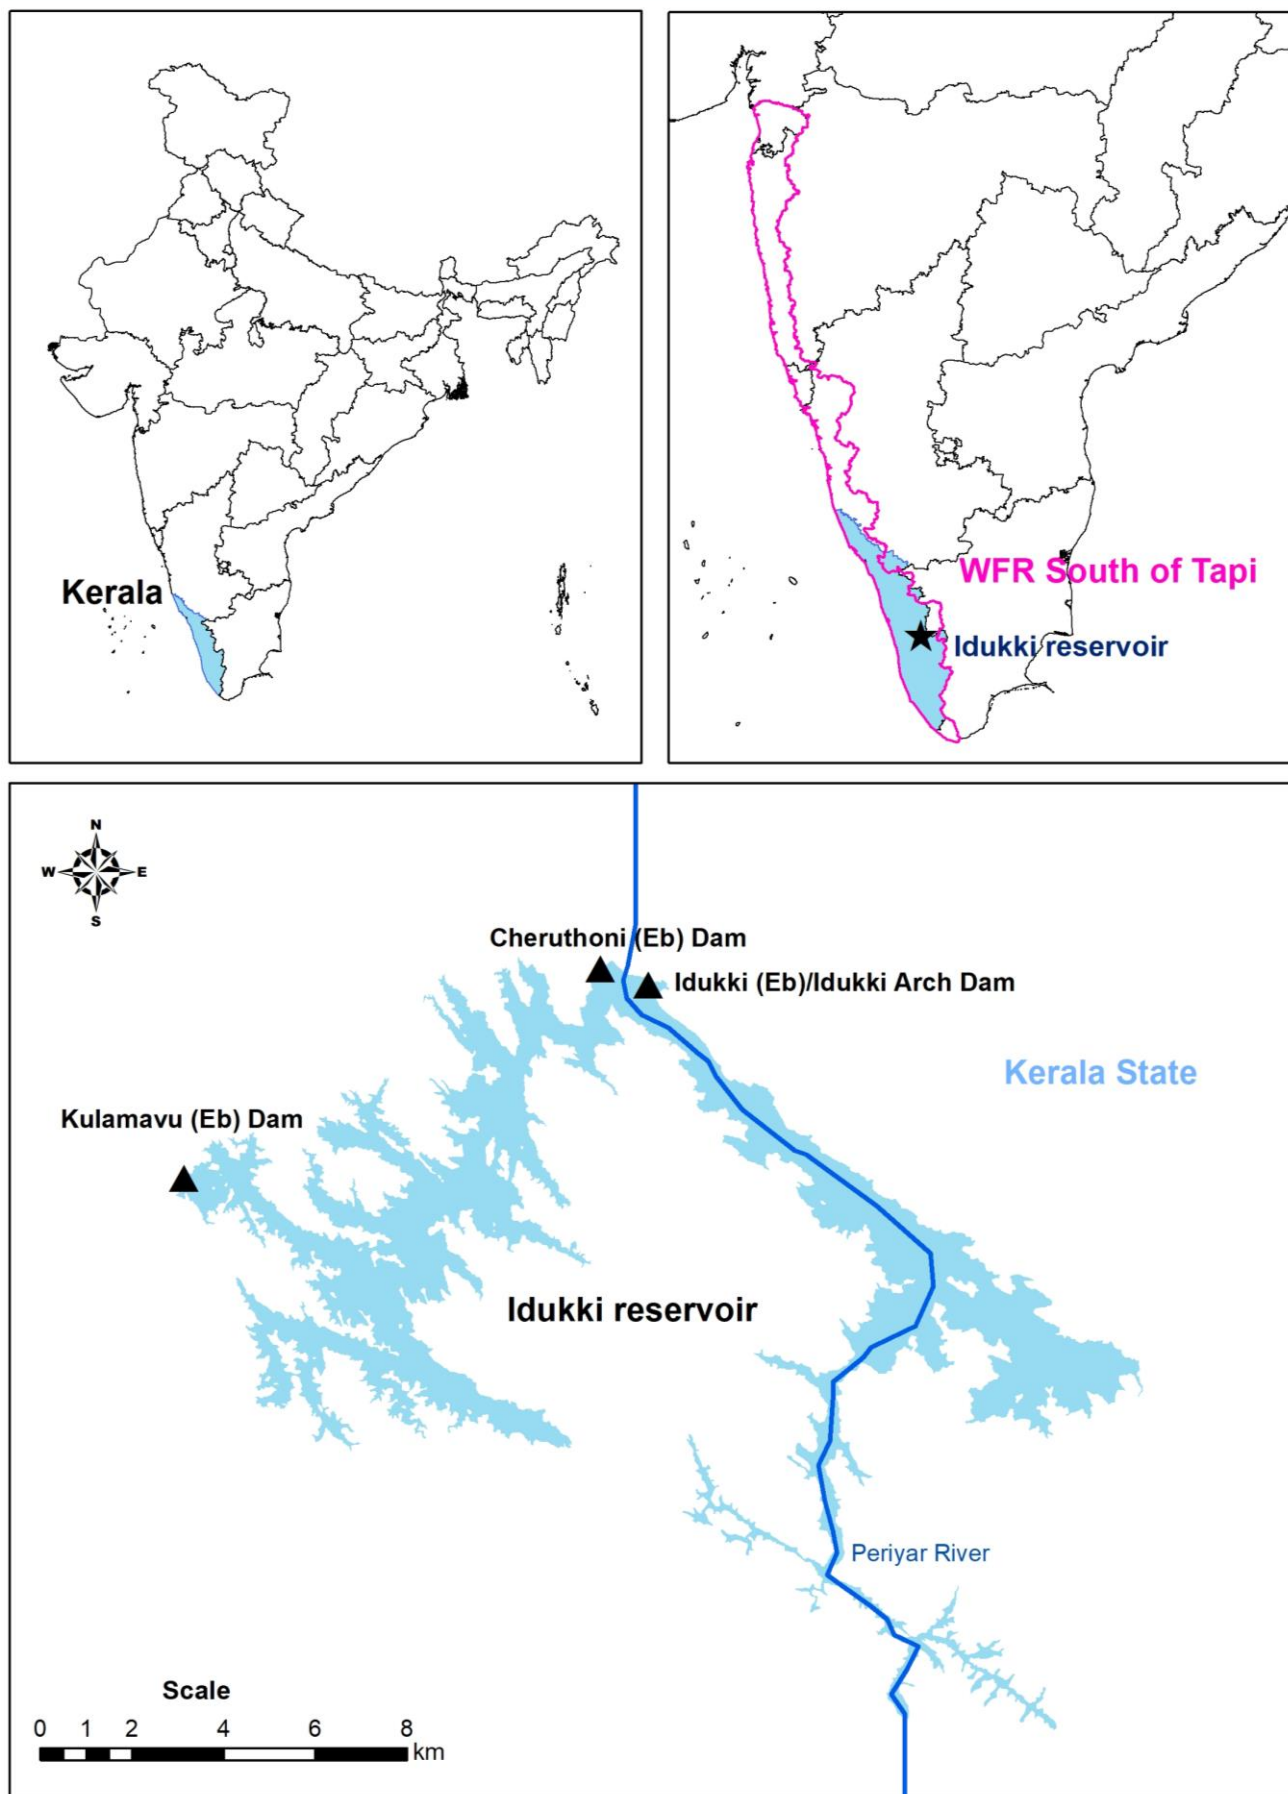 Kerala
WFR South of Tapi
Idukki reservoir
N
W E
S
Cheruthoni (Eb) Dam
Idukki (Eb)/Idukki Arch Dam
Kerala State
Kulamavu (Eb) Dam
Idukki reservoir
Periyar River
Scale
0 1 2 4 6 8
km